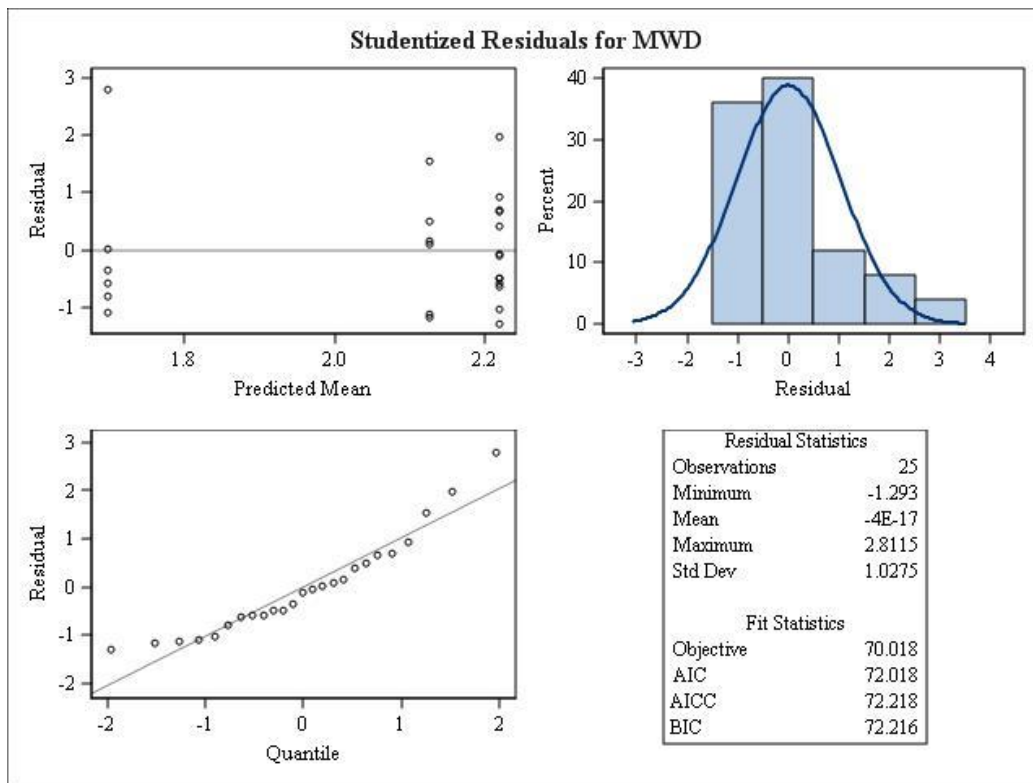 Studentized Residuals for MWD
3
2
1
0
-1
Residual
1.8 2.0 2.2
Predicted Mean
40
30
20
10
0
Percent
-3 -2 -1 0 1 2 3 4
Residual
3
2
1
0
-1
-2
Residual
-2 -1 0 1 2
Quantile
Residual Statistics
Observations 25
Minimum -1.293
Mean -4E-17
Maximum 2.8115
Std Dev 1.0275
Fit Statistics
Objective 70.018
AIC 72.018
AICC 72.218
BIC 72.216